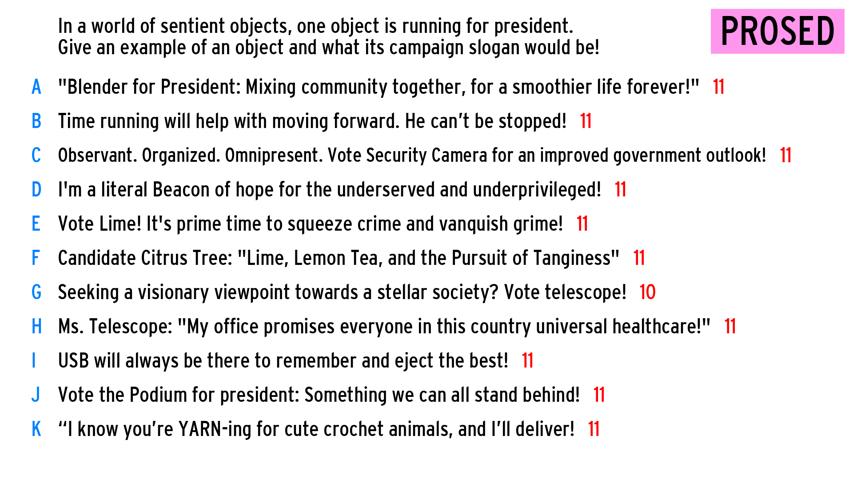 In a world of sentient objects, one object is running for president.
Give an example of an object and what its campaign slogan would be!
PROSED
A "Blender for President: Mixing community together, for a smoothier life forever!" 11
B Time running will help with moving forward. He can't be stopped! 11
C Observant. Organized. Omnipresent. Vote Security Camera for an improved government outlook! 11
D I'm a literal Beacon of hope for the underserved and underprivileged! 11
E Vote Lime! It's prime time to squeeze crime and vanquish grime! 11
F Candidate Citrus Tree: "Lime, Lemon Tea, and the Pursuit of Tanginess" 11
G Seeking a visionary viewpoint towards a stellar society? Vote telescope! 10
H Ms. Telescope: "My office promises everyone in this country universal healthcare!" 11
I USB will always be there to remember and eject the best! 11
J Vote the Podium for president: Something we can all stand behind! 11
K “I know you’re YARN-ing for cute crochet animals, and I’ll deliver! 11